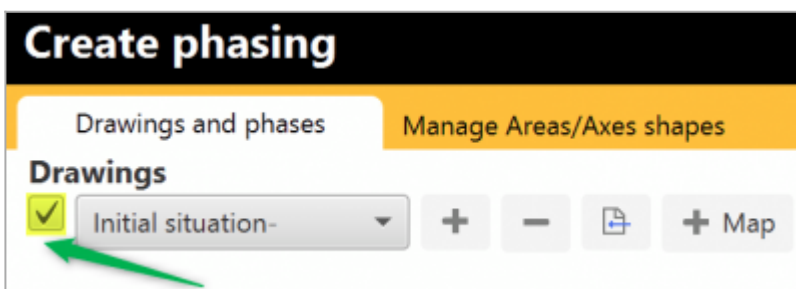 Create phasing
Drawings and phases Manage Areas/Axes shapes
Drawings
Initial situation- + − + Map